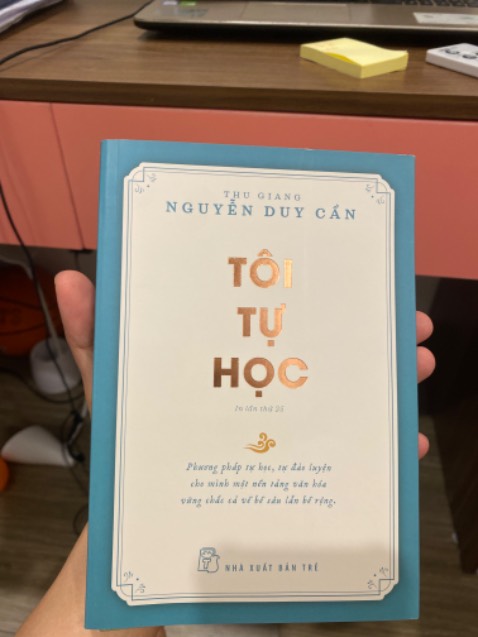 THU GIANG
NGUYỄN DUY CẦN
TÔI
TỰ
HỌC
In lần thứ 25
Phương pháp tự học, tự đào luyện
cho mình một nền tảng văn hóa
vững chắc cả về bề sâu lẫn bề rộng.
NHÀ XUẤT BẢN TRẺ